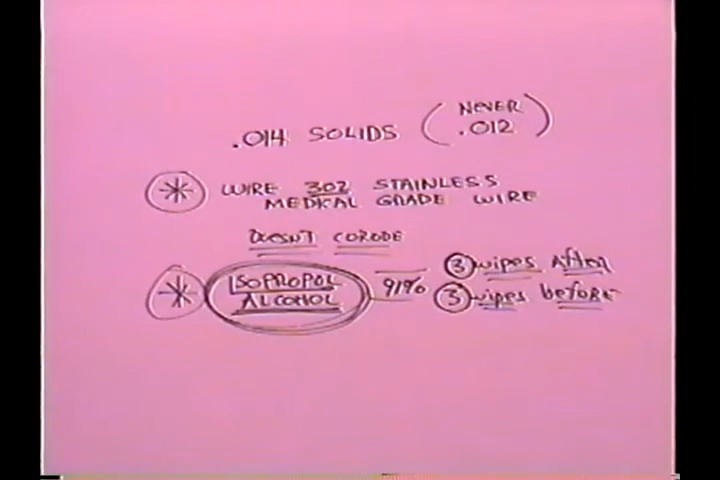 .014 SOLIDS (NEVER .012)
* WIRE 302 STAINLESS
MEDICAL GRADE WIRE
DOESN'T CORODE
* ISOPROPOL ALCOHOL 91%
3 wipes After
3 wipes beFORE